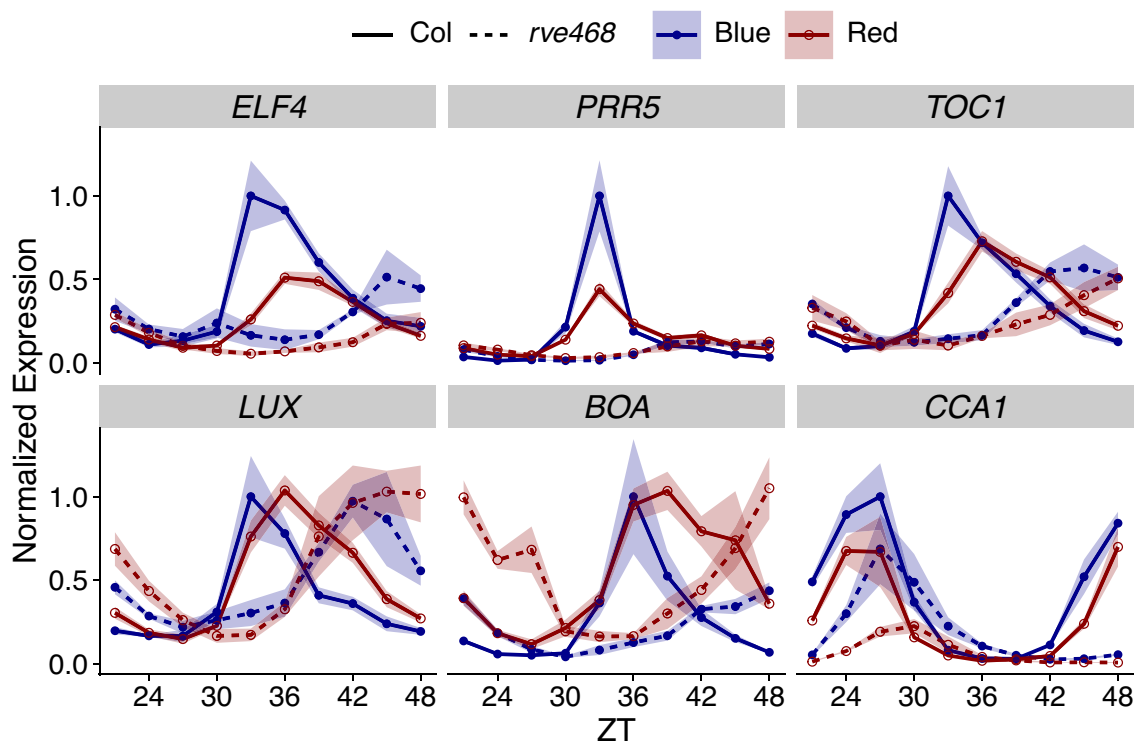 Col rve468 Blue Red
ELF4 PRR5 TOC1
1.0
0.5
0.0
LUX BOA CCA1
1.0
0.5
0.0
24 30 36 42 48 24 30 36 42 48 24 30 36 42 48
ZT
Normalized Expression